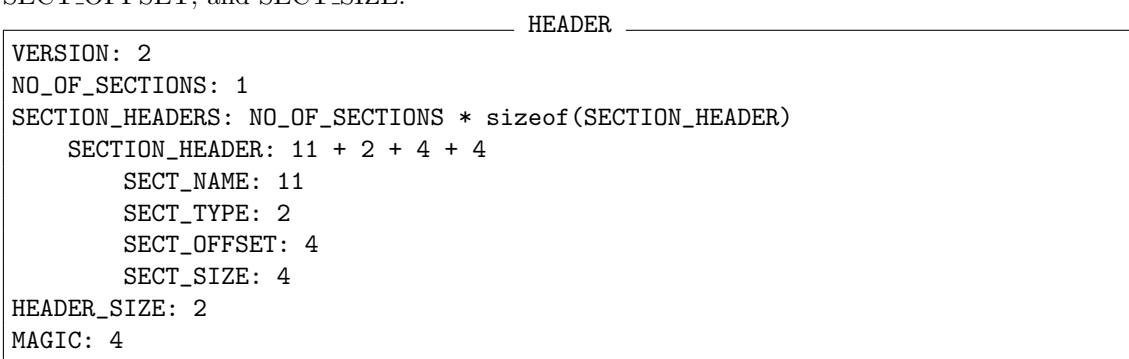 SECT_OFFSET, and SECT_SIZE.
HEADER
VERSION: 2
NO_OF_SECTIONS: 1
SECTION_HEADERS: NO_OF_SECTIONS * sizeof(SECTION_HEADER)
SECTION_HEADER: 11 + 2 + 4 + 4
SECT_NAME: 11
SECT_TYPE: 2
SECT_OFFSET: 4
SECT_SIZE: 4
HEADER_SIZE: 2
MAGIC: 4